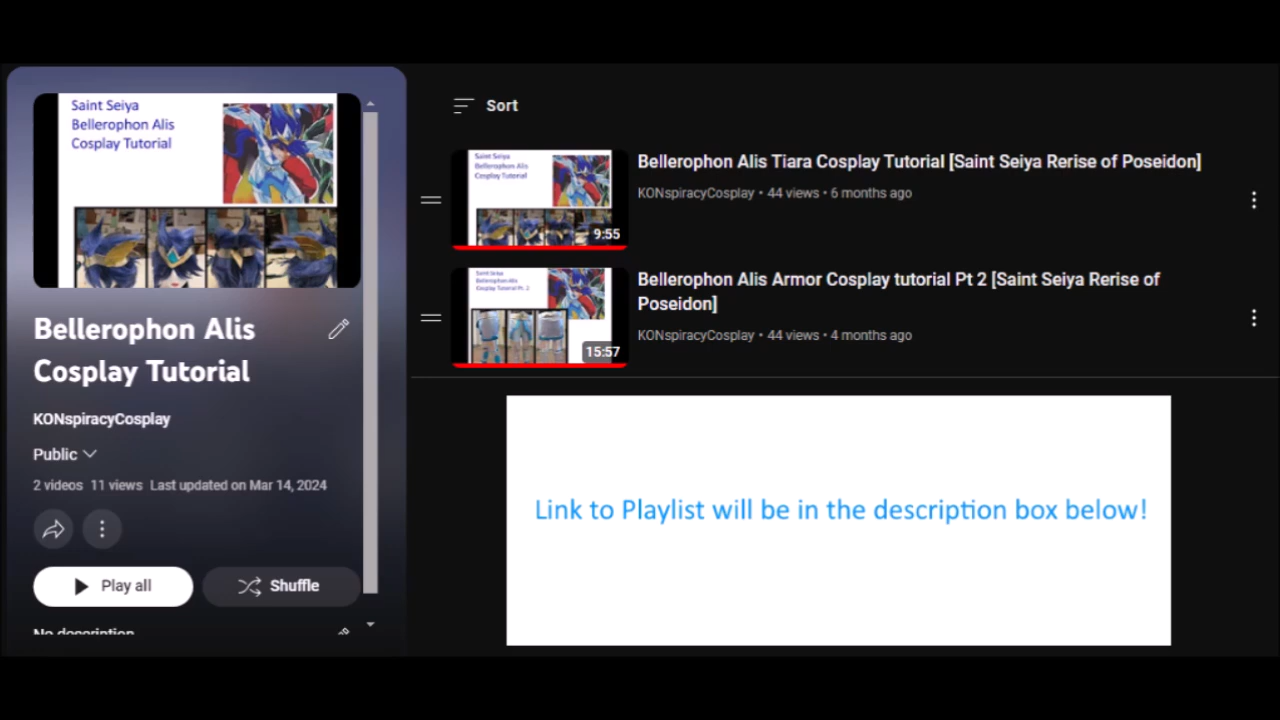 Saint Seiya
Bellerophon Alis
Cosplay Tutorial
Bellerophon Alis
Cosplay Tutorial
KONspiracyCosplay
Public
2 videos 11 views Last updated on Mar 14, 2024
Play all
Shuffle
No description
Sort
Saint Seiya
Bellerophon Alis
Cosplay Tutorial
9:55
Bellerophon Alis Tiara Cosplay Tutorial [Saint Seiya Rerise of Poseidon]
KONspiracyCosplay • 44 views • 6 months ago
Saint Seiya
Bellerophon Alis
Cosplay Tutorial Pt. 2
15:57
Bellerophon Alis Armor Cosplay tutorial Pt 2 [Saint Seiya Rerise of
Poseidon]
KONspiracyCosplay • 44 views • 4 months ago
Link to Playlist will be in the description box below!